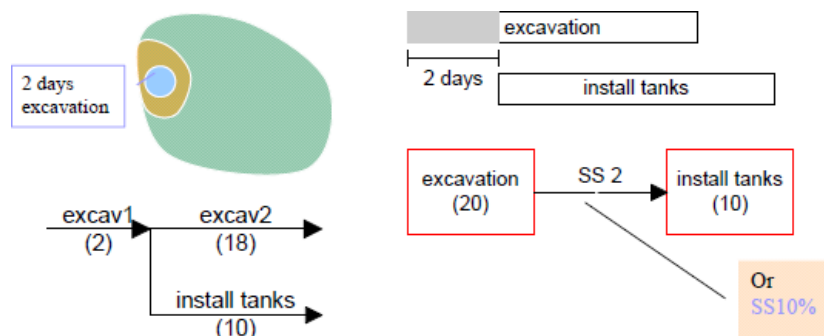 2 days
excavation
excav1
(2)
excav2
(18)
install tanks
(10)
excavation
2 days
install tanks
excavation
(20)
SS 2
install tanks
(10)
Or
SS10%